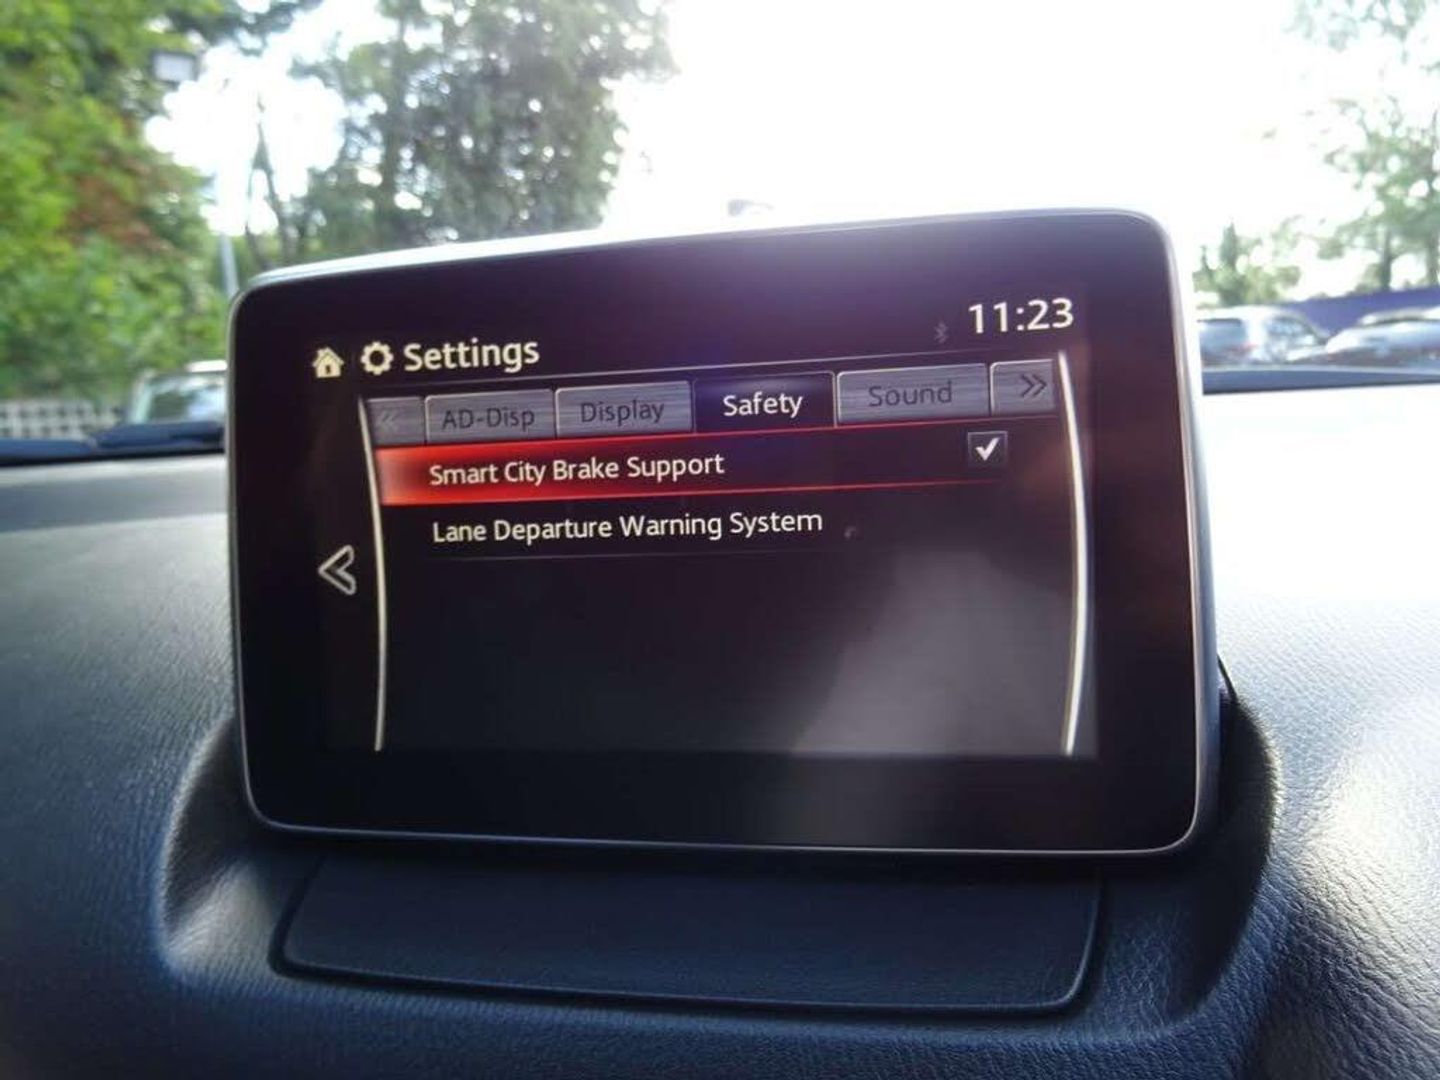 Settings
11:23
AD-Disp Display Safety Sound
Smart City Brake Support
Lane Departure Warning System